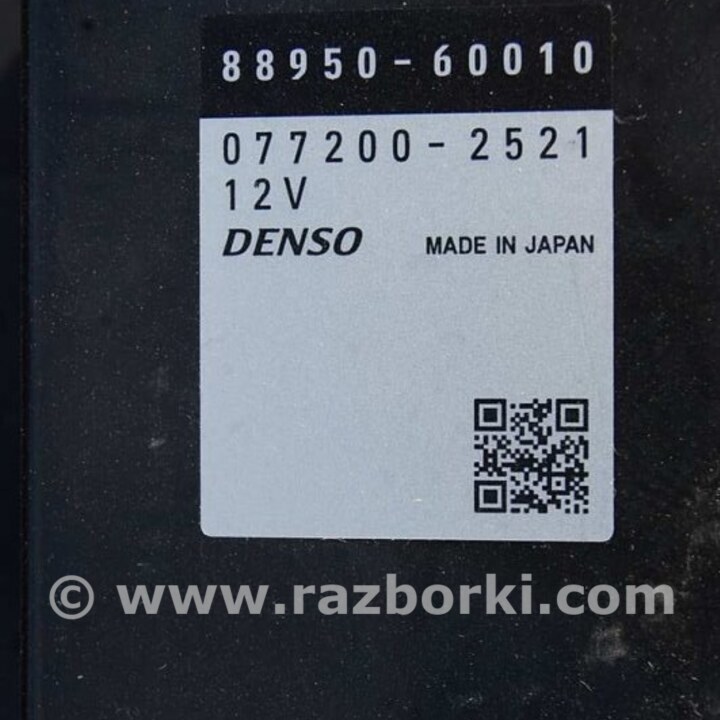 88950-60010
077200-2521
12V
DENSO MADE IN JAPAN
© www.razborki.com